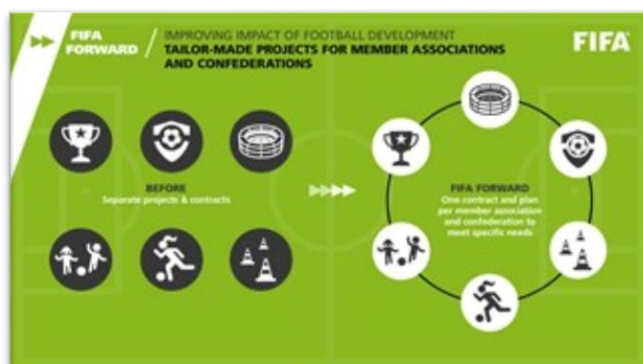 FIFA
FORWARD
IMPROVING IMPACT OF FOOTBALL DEVELOPMENT
TAILOR-MADE PROJECTS FOR MEMBER ASSOCIATIONS
AND CONFEDERATIONS
FIFA
BEFORE
Separate projects & contracts
FIFA FORWARD
One contract and plan
per member association
and confederation to
meet specific needs